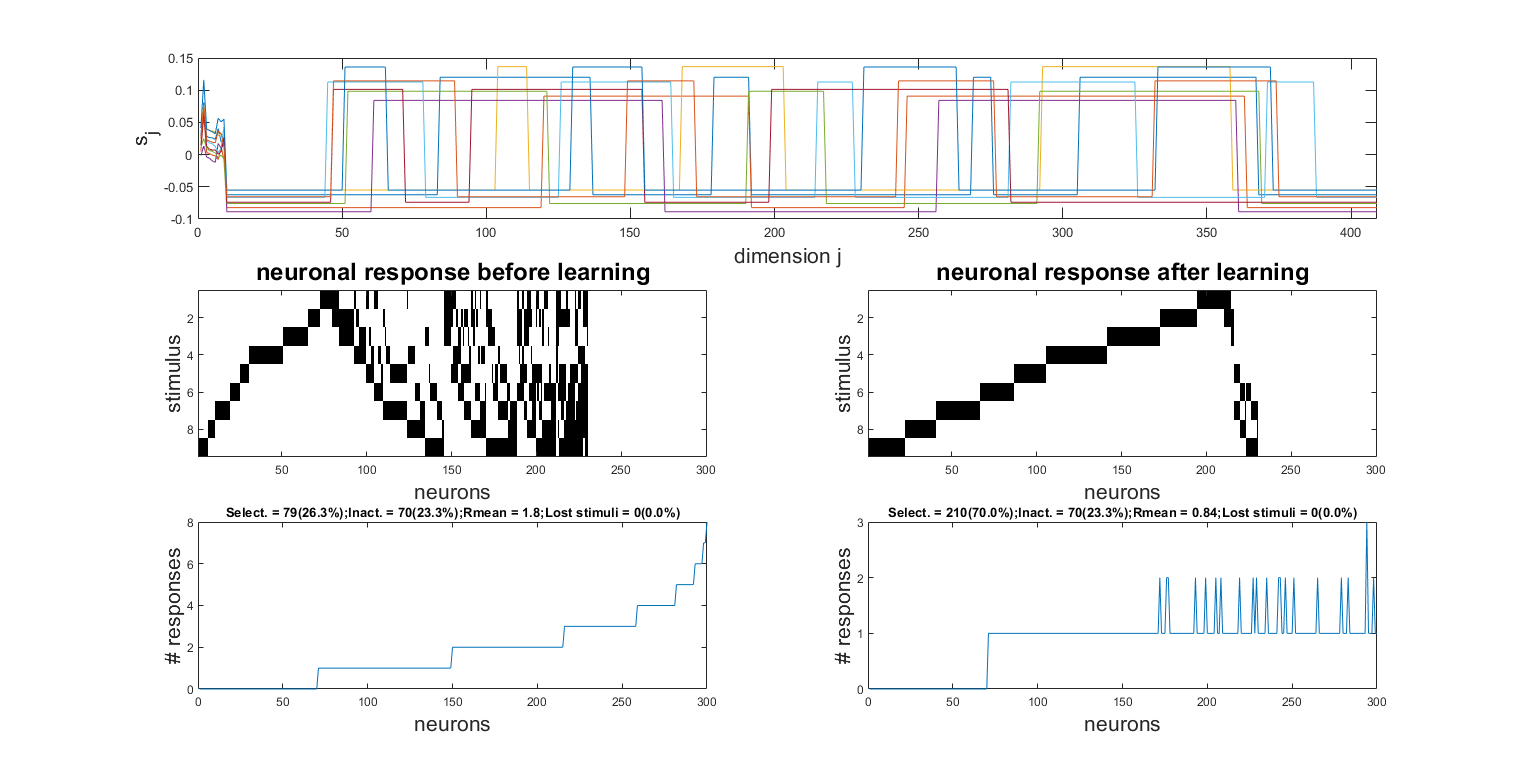 0.15
0.1
0.05
0
-0.05
-0.1
s_j
0 50 100 150 200 250 300 350 400
dimension j
neuronal response before learning
2
4
6
8
stimulus
50 100 150 200 250 300
neurons
neuronal response after learning
2
4
6
8
stimulus
50 100 150 200 250 300
neurons
Select. = 79(26.3%);Inact. = 70(23.3%);Rmean = 1.8;Lost stimuli = 0(0.0%)
8
6
4
2
0
# responses
0 50 100 150 200 250 300
neurons
Select. = 210(70.0%);Inact. = 70(23.3%);Rmean = 0.84;Lost stimuli = 0(0.0%)
3
2
1
0
# responses
0 50 100 150 200 250 300
neurons